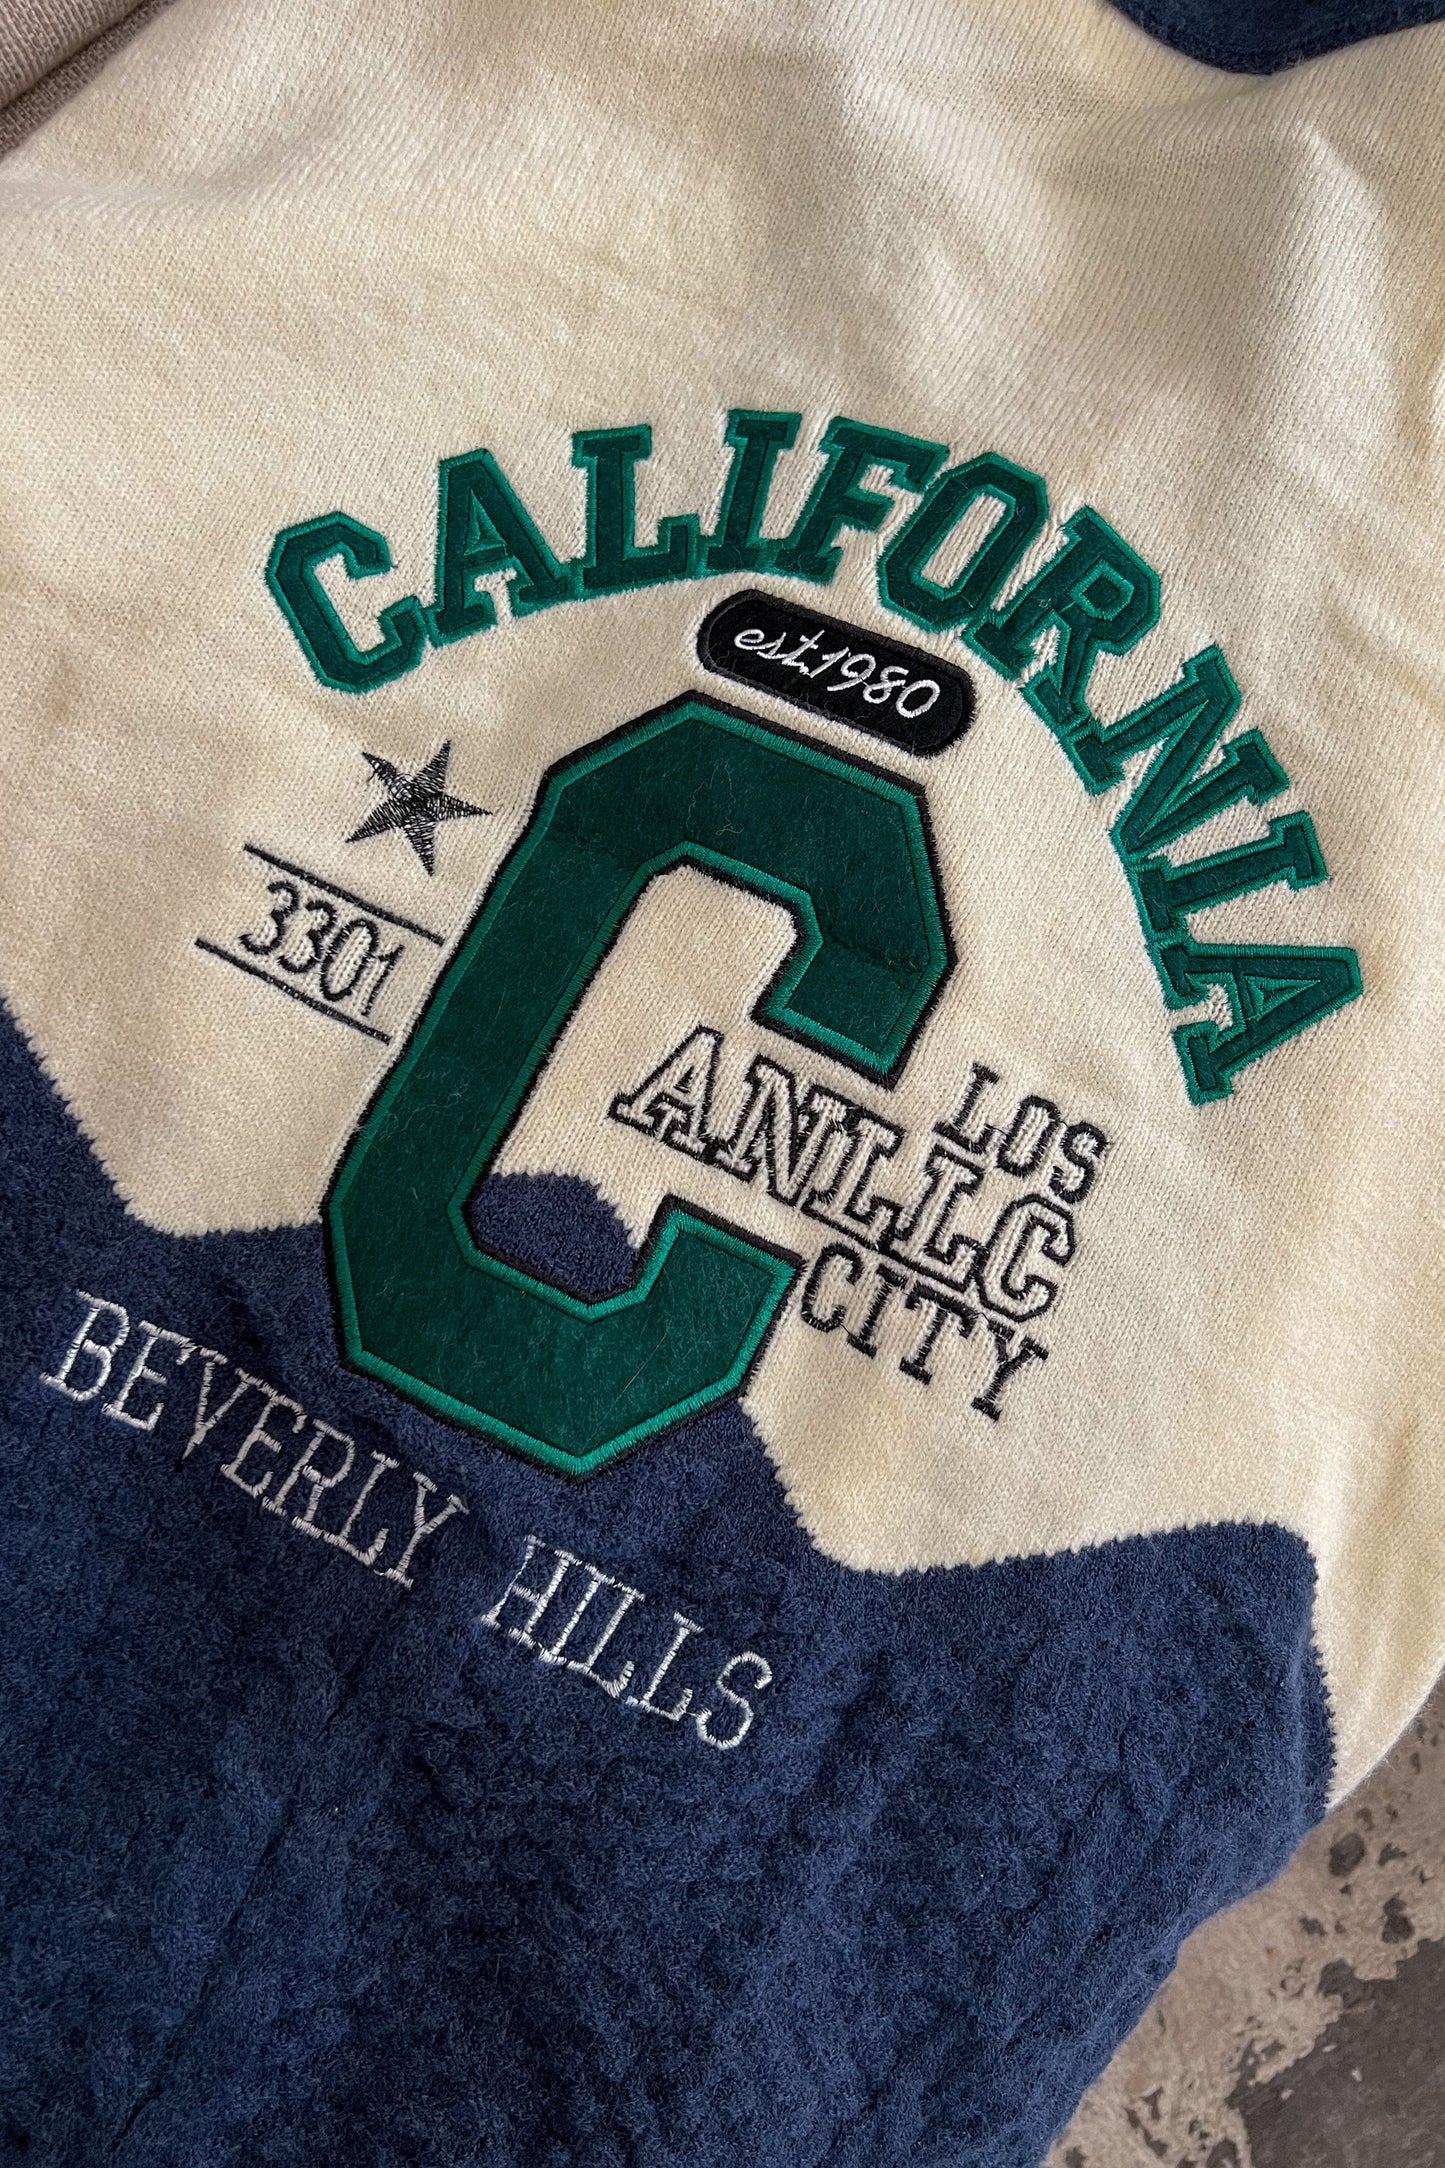 CALIFORNIA
est.1980
3301
C
LOS
ANLLC
CITY
BEVERLY HILLS